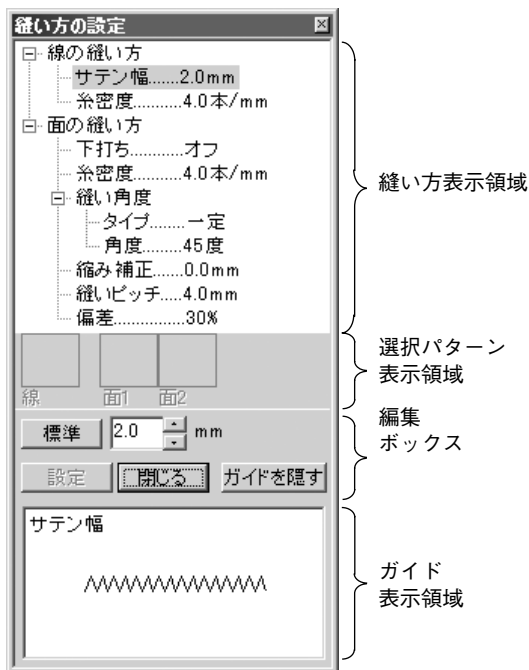 縫い方の設定
線の縫い方
サテン幅......2.0mm
糸密度..........4.0本/mm
面の縫い方
下打ち...........オフ
糸密度..........4.0本/mm
縫い角度
タイプ.......一定
角度........45度
縮み補正.......0.0mm
縫いピッチ.....4.0mm
偏差..............30%
縫い方表示領域
線 面1 面2
選択パターン
表示領域
標準 2.0 mm
設定 閉じる ガイドを隠す
編集
ボックス
サテン幅
ガイド
表示領域